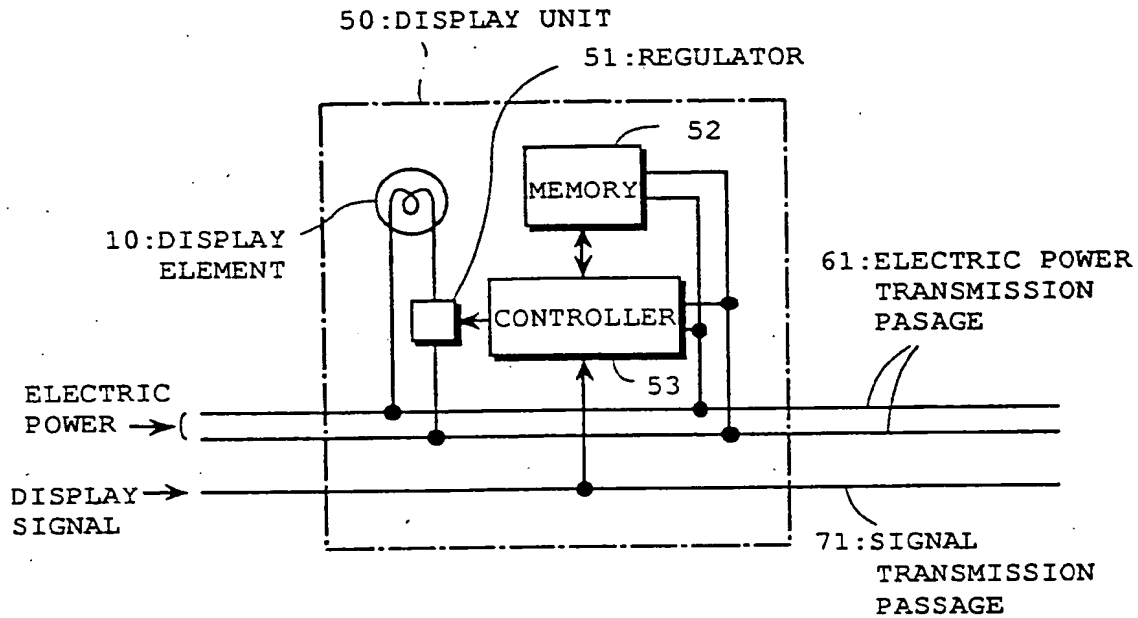 50:DISPLAY UNIT
51:REGULATOR
52
MEMORY
10:DISPLAY
ELEMENT
61:ELECTRIC POWER
TRANSMISSION
PASAGE
CONTROLLER
53
ELECTRIC
POWER
DISPLAY
SIGNAL
71:SIGNAL
TRANSMISSION
PASSAGE